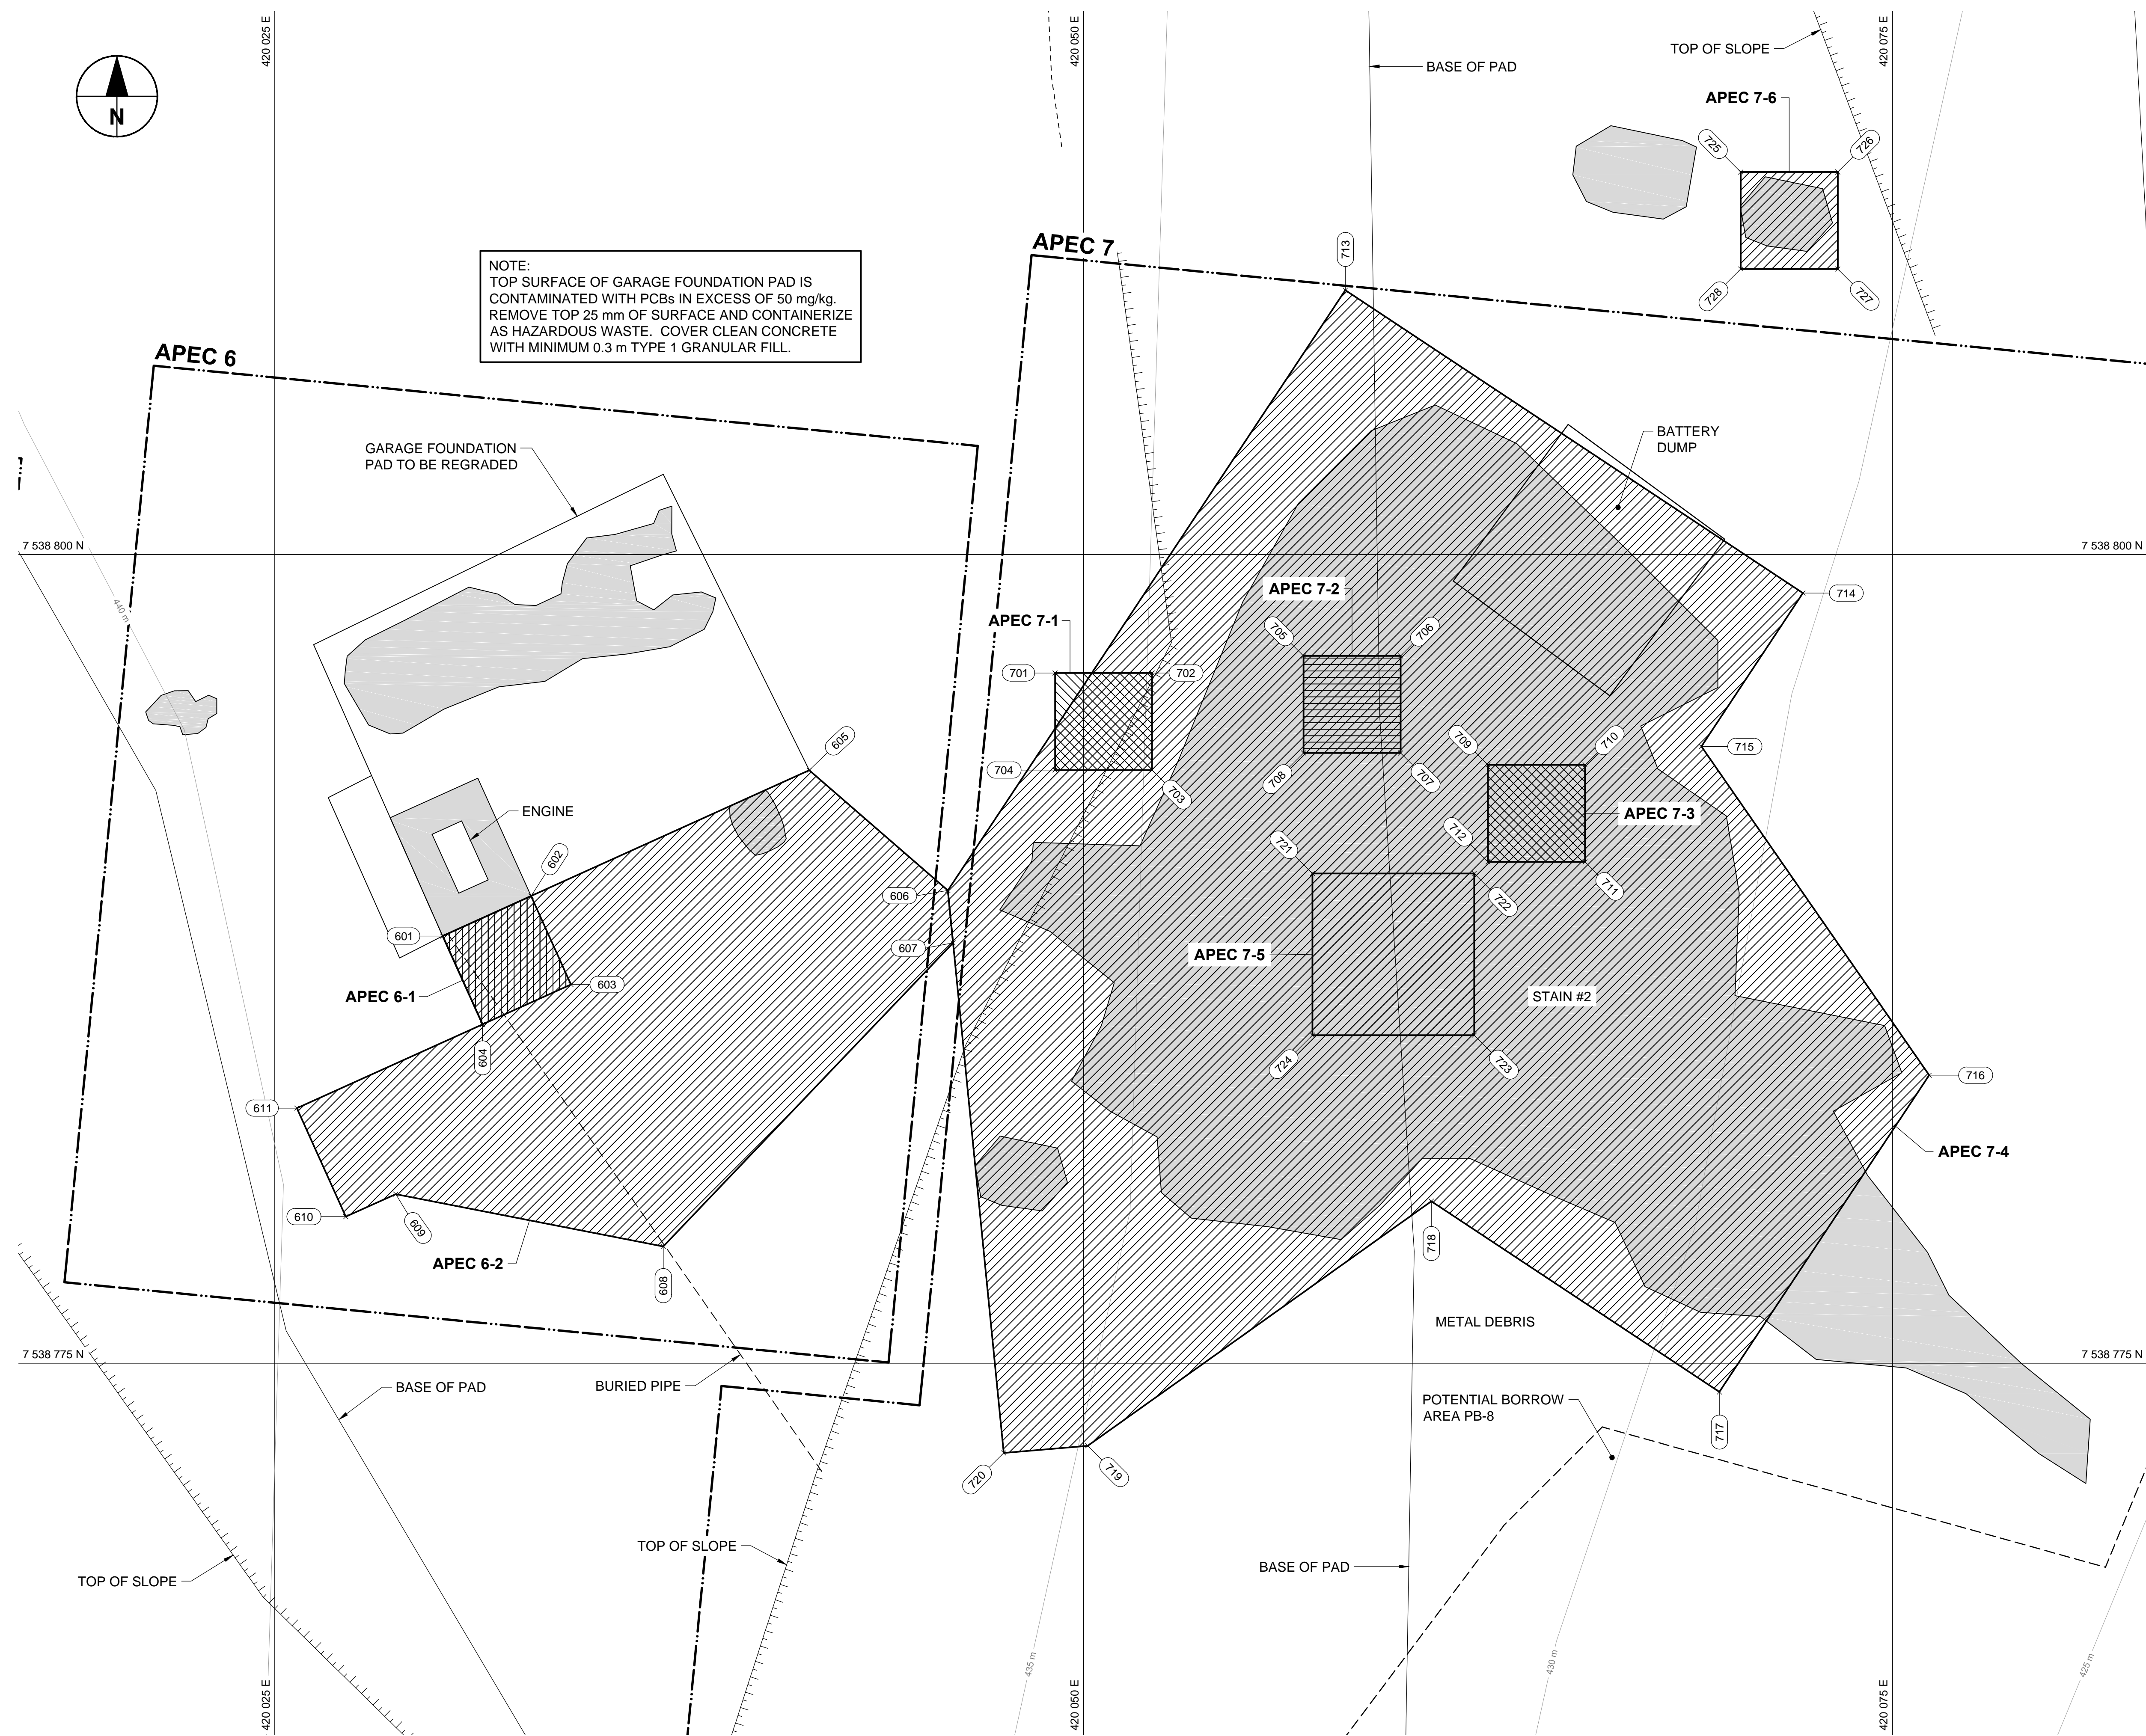 420 025 E
420 050 E
420 075 E
TOP OF SLOPE
BASE OF PAD
APEC 7-6
N
725
726
728
727
NOTE:
TOP SURFACE OF GARAGE FOUNDATION PAD IS
CONTAMINATED WITH PCBs IN EXCESS OF 50 mg/kg.
REMOVE TOP 25 mm OF SURFACE AND CONTAINERIZE
AS HAZARDOUS WASTE. COVER CLEAN CONCRETE
WITH MINIMUM 0.3 m TYPE 1 GRANULAR FILL.
APEC 7
713
APEC 6
GARAGE FOUNDATION
PAD TO BE REGRADED
BATTERY
DUMP
7 538 800 N
7 538 800 N
440 m
APEC 7-2
714
APEC 7-1
705
706
701
702
605
709
710
715
704
703
708
707
ENGINE
712
APEC 7-3
602
721
711
606
722
601
607
APEC 7-5
603
APEC 6-1
STAIN #2
604
724
723
716
611
APEC 7-4
610
609
718
APEC 6-2
608
METAL DEBRIS
7 538 775 N
7 538 775 N
BASE OF PAD
BURIED PIPE
POTENTIAL BORROW
AREA PB-8
717
720
719
TOP OF SLOPE
BASE OF PAD
TOP OF SLOPE
435 m
430 m
425 m
420 025 E
420 050 E
420 075 E